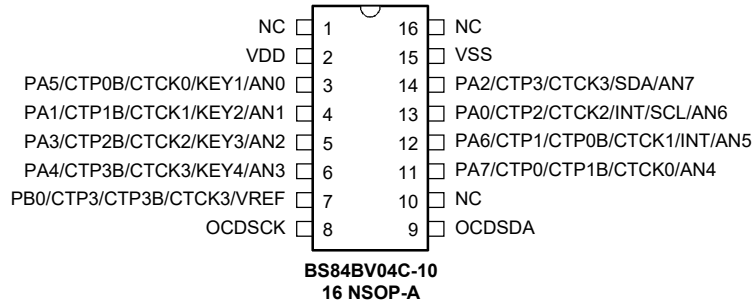 NC 1 16 NC
VDD 2 15 VSS
PA5/CTP0B/CTCK0/KEY1/AN0 3 14 PA2/CTP3/CTCK3/SDA/AN7
PA1/CTP1B/CTCK1/KEY2/AN1 4 13 PA0/CTP2/CTCK2/INT/SCL/AN6
PA3/CTP2B/CTCK2/KEY3/AN2 5 12 PA6/CTP1/CTP0B/CTCK1/INT/AN5
PA4/CTP3B/CTCK3/KEY4/AN3 6 11 PA7/CTP0/CTP1B/CTCK0/AN4
PB0/CTP3/CTP3B/CTCK3/VREF 7 10 NC
OCDSCK 8 9 OCDSDA
BS84BV04C-10
16 NSOP-A